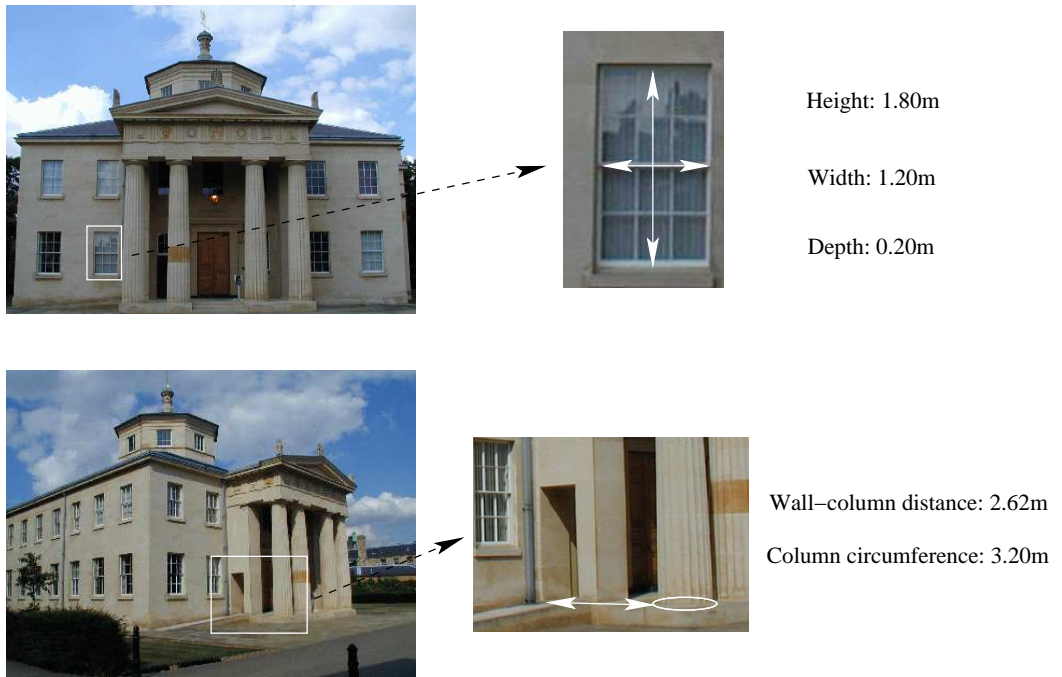 Height: 1.80m
Width: 1.20m
Depth: 0.20m
Wall−column distance: 2.62m
Column circumference: 3.20m